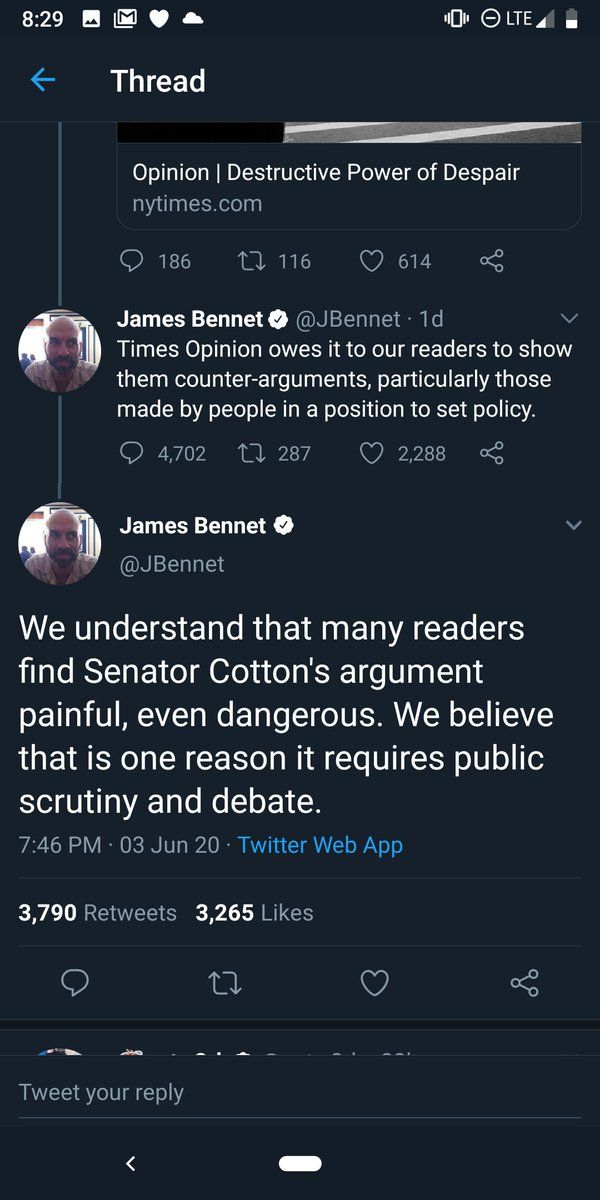 8:29
LTE
Thread
Opinion | Destructive Power of Despair
nytimes.com
186 116 614
James Bennet @JBennet · 1d
Times Opinion owes it to our readers to show
them counter-arguments, particularly those
made by people in a position to set policy.
4,702 287 2,288
James Bennet
@JBennet
We understand that many readers
find Senator Cotton's argument
painful, even dangerous. We believe
that is one reason it requires public
scrutiny and debate.
7:46 PM · 03 Jun 20 · Twitter Web App
3,790 Retweets 3,265 Likes
Tweet your reply